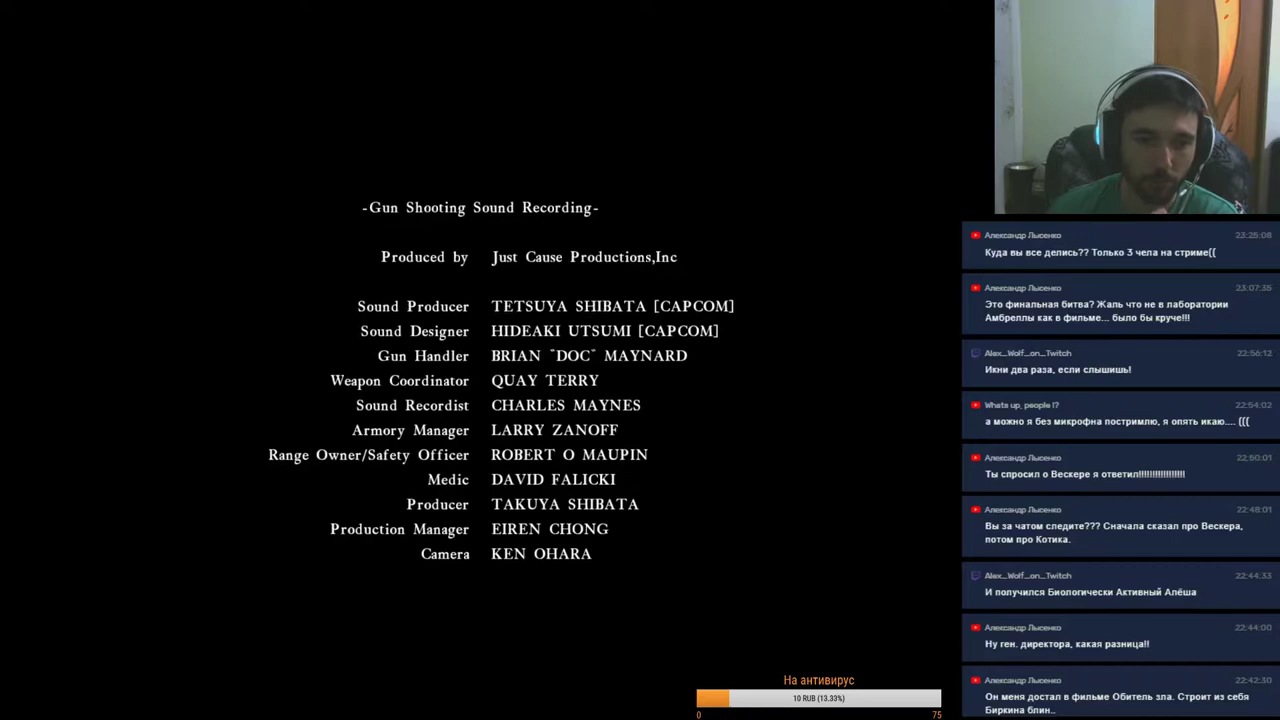 -Gun Shooting Sound Recording-
Produced by Just Cause Productions,Inc
Sound Producer TETSUYA SHIBATA [CAPCOM]
Sound Designer HIDEAKI UTSUMI [CAPCOM]
Gun Handler BRIAN "DOC" MAYNARD
Weapon Coordinator QUAY TERRY
Sound Recordist CHARLES MAYNES
Armory Manager LARRY ZANOFF
Range Owner/Safety Officer ROBERT O MAUPIN
Medic DAVID FALICKI
Producer TAKUYA SHIBATA
Production Manager EIREN CHONG
Camera KEN OHARA
На антивирус
10 RUB (13.33%)
0 75
Александр Лысенко 23:25:08
Куда вы все делись?? Только 3 чела на стриме((
Александр Лысенко 23:07:35
Это финальная битва? Жаль что не в лаборатории
Амбреллы как в фильме... было бы круче!!!
Alex_Wolf_on_Twitch 22:56:12
Икни два раза, если слышишь!
Whats up, people !? 22:54:02
а можно я без микрофна постримлю, я опять икаю.... (((
Александр Лысенко 22:50:01
Ты спросил о Вескере я ответил!!!!!!!!!!!!!!!!!
Александр Лысенко 22:48:01
Вы за чатом следите??? Сначала сказал про Вескера,
потом про Котика.
Alex_Wolf_on_Twitch 22:44:33
И получился Биологически Активный Алёша
Александр Лысенко 22:44:00
Ну ген. директора, какая разница!!
Александр Лысенко 22:42:30
Он меня достал в фильме Обитель зла. Строит из себя
Биркина блин..